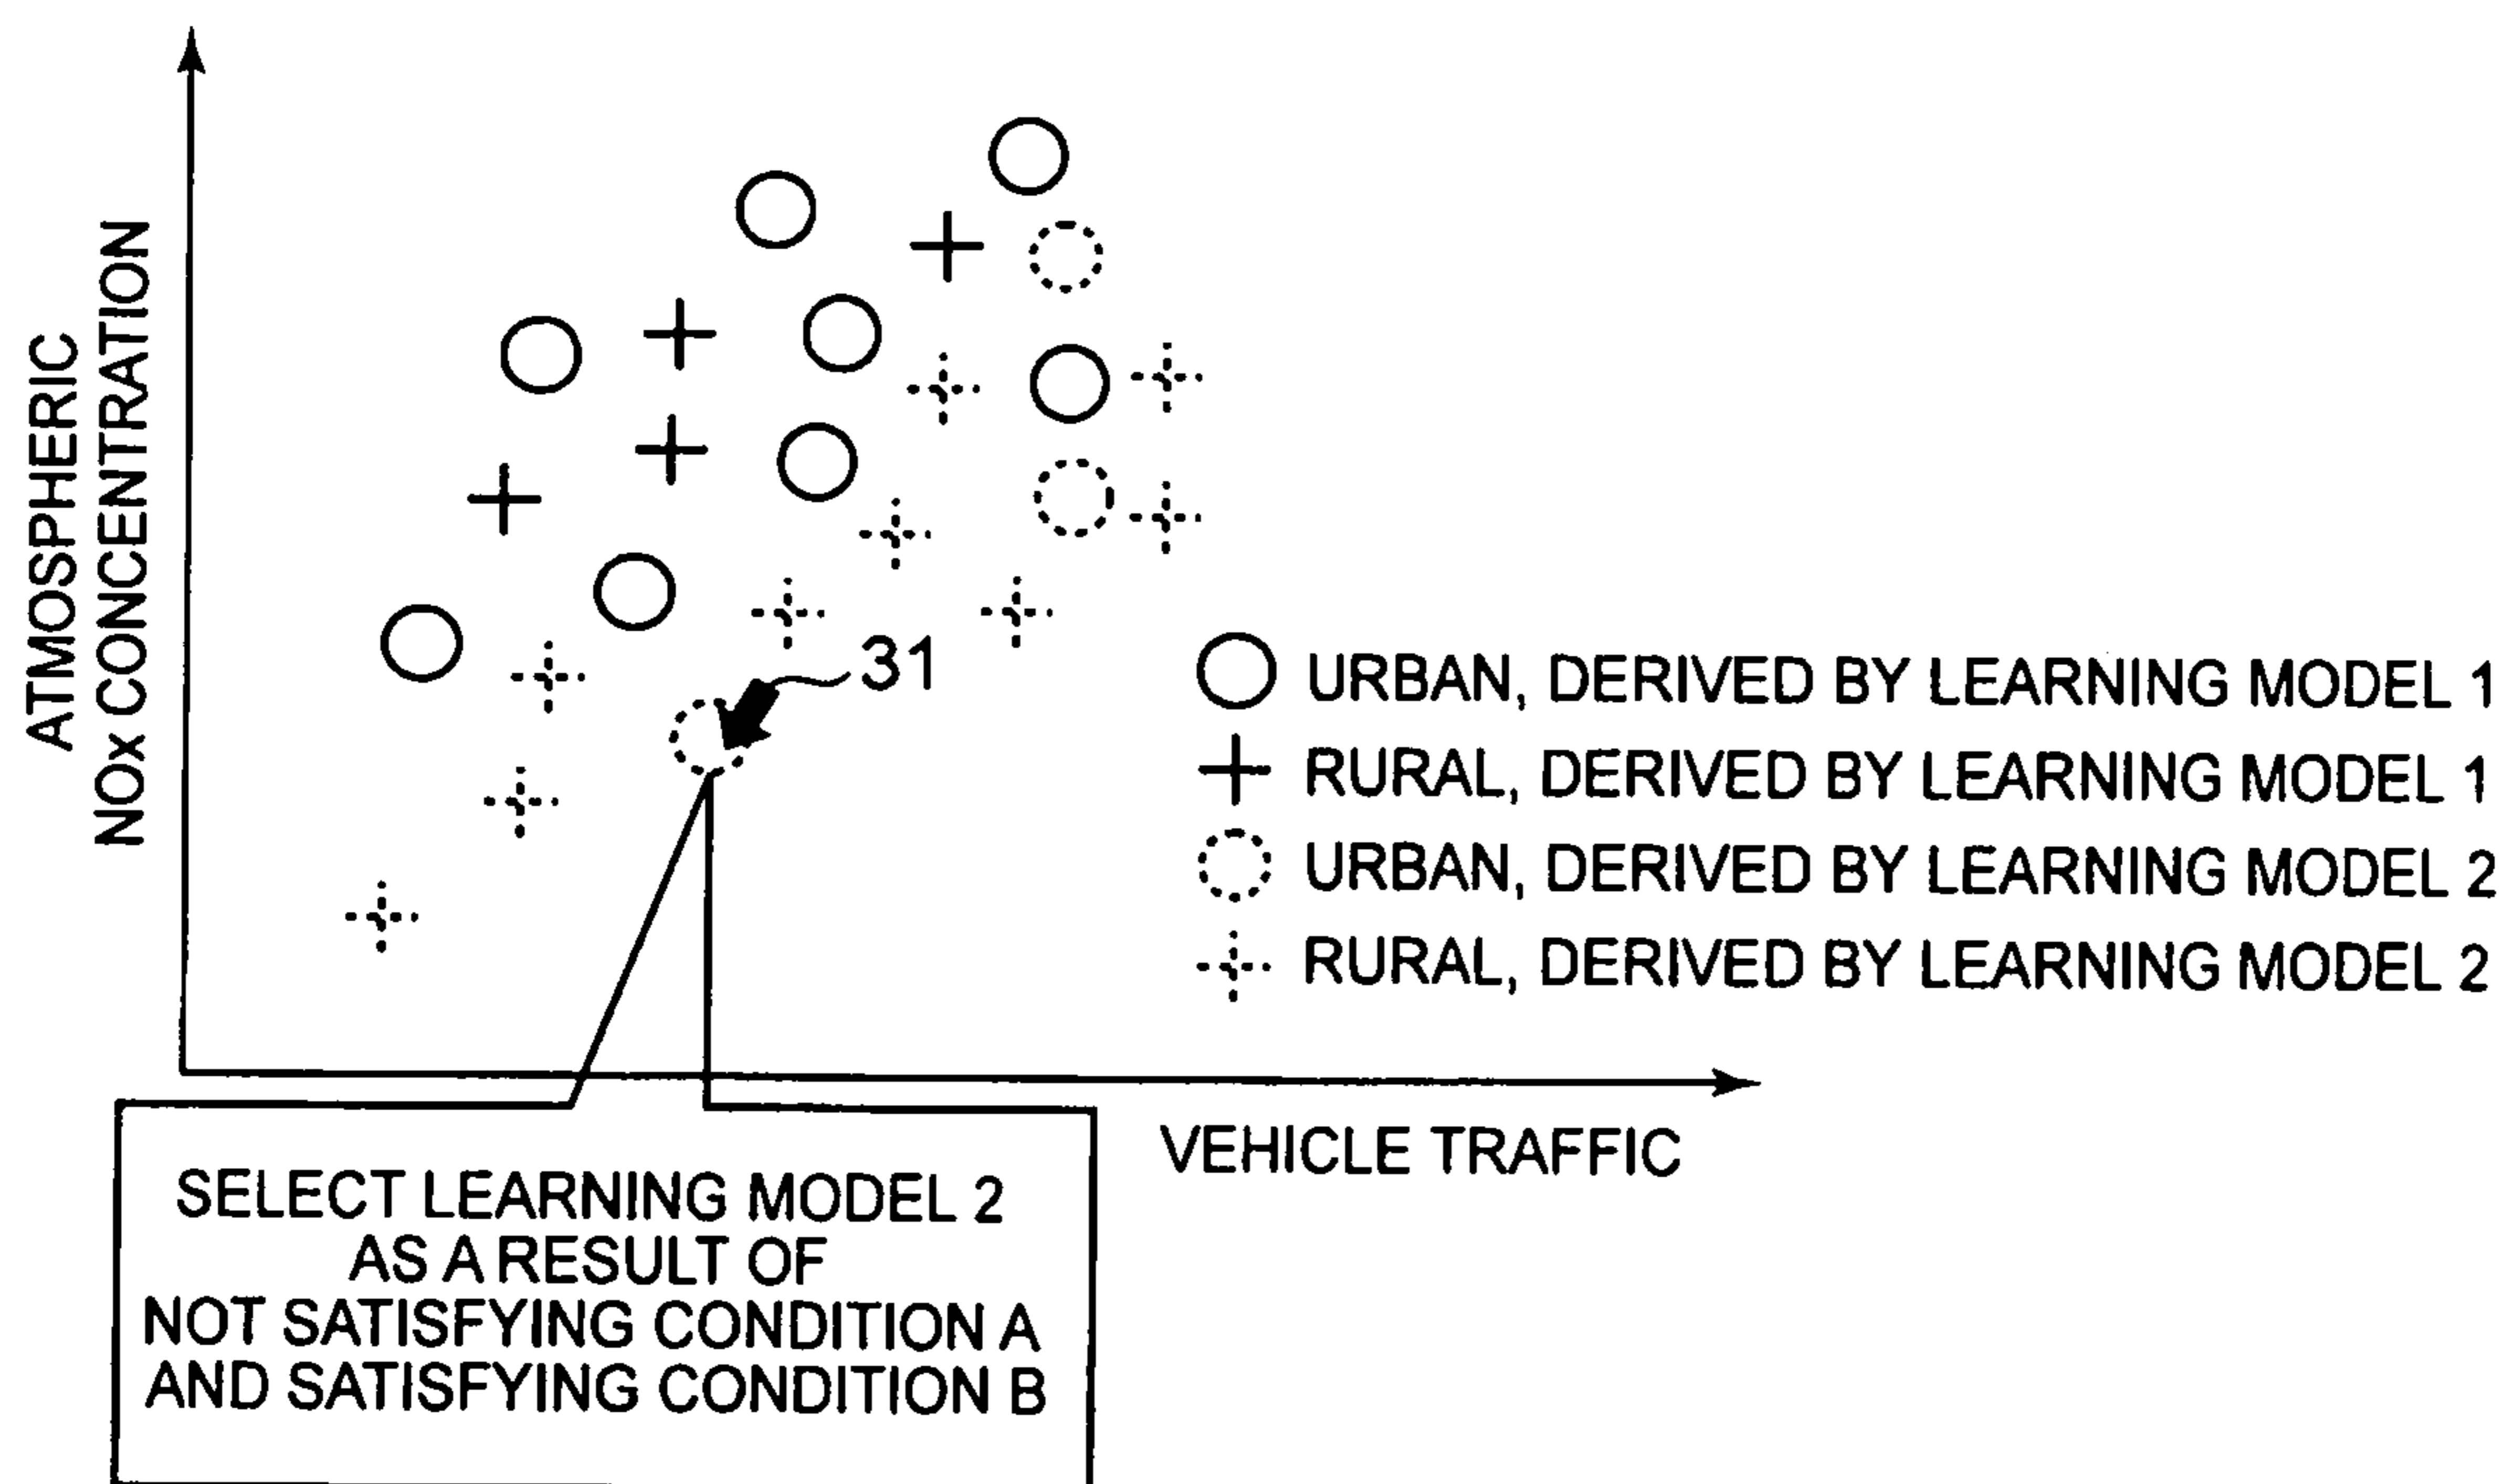 ATMOSPHERIC
NOX CONCENTRATION
31
URBAN, DERIVED BY LEARNING MODEL 1
RURAL, DERIVED BY LEARNING MODEL 1
URBAN, DERIVED BY LEARNING MODEL 2
RURAL, DERIVED BY LEARNING MODEL 2
VEHICLE TRAFFIC
SELECT LEARNING MODEL 2
AS A RESULT OF
NOT SATISFYING CONDITION A
AND SATISFYING CONDITION B